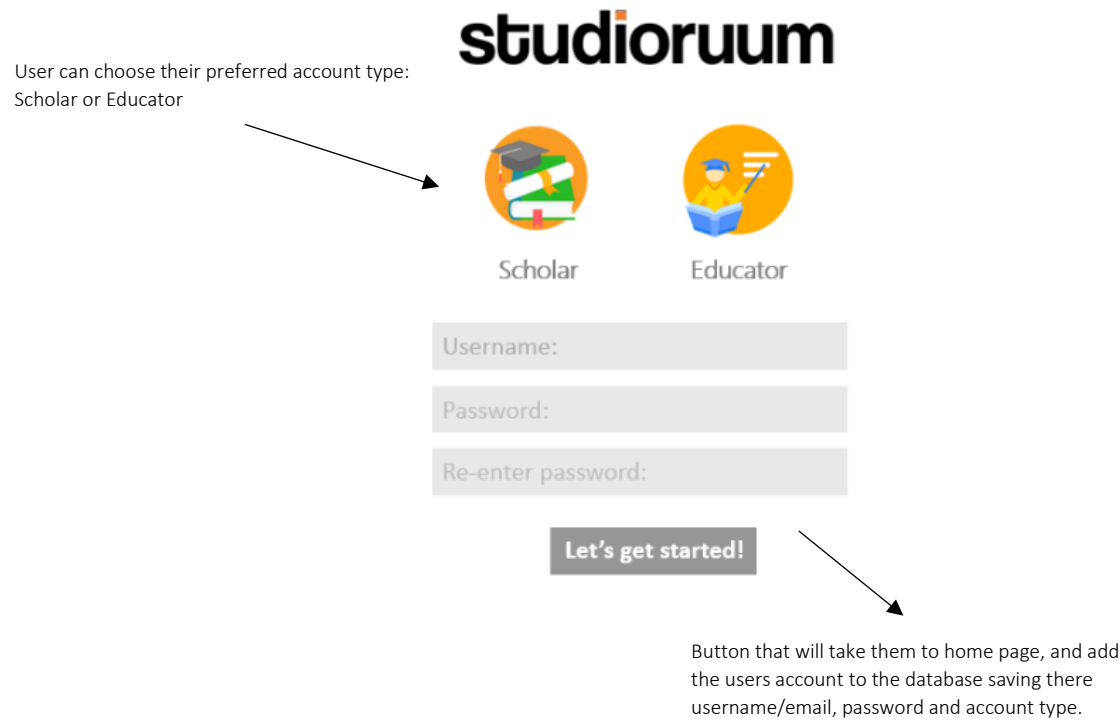 studioruum
User can choose their preferred account type:
Scholar or Educator
Scholar
Educator
Username:
Password:
Re-enter password:
Let’s get started!
Button that will take them to home page, and add
the users account to the database saving there
username/email, password and account type.